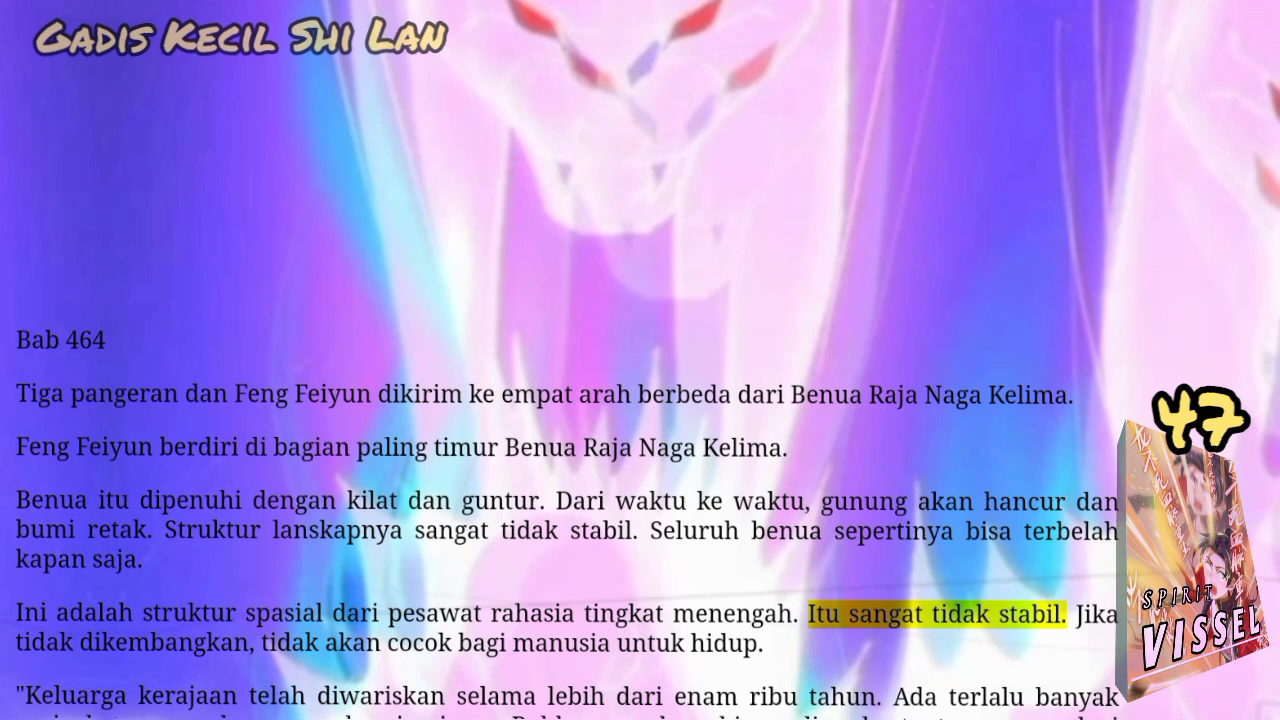 Gadis Kecil Shi Lan
Bab 464
Tiga pangeran dan Feng Feiyun dikirim ke empat arah berbeda dari Benua Raja Naga Kelima.
Feng Feiyun berdiri di bagian paling timur Benua Raja Naga Kelima.
Benua itu dipenuhi dengan kilat dan guntur. Dari waktu ke waktu, gunung akan hancur dan
bumi retak. Struktur lanskapnya sangat tidak stabil. Seluruh benua sepertinya bisa terbelah
kapan saja.
Ini adalah struktur spasial dari pesawat rahasia tingkat menengah. Itu sangat tidak stabil. Jika
tidak dikembangkan, tidak akan cocok bagi manusia untuk hidup.
"Keluarga kerajaan telah diwariskan selama lebih dari enam ribu tahun. Ada terlalu banyak
47
SPIRIT
VISSEL